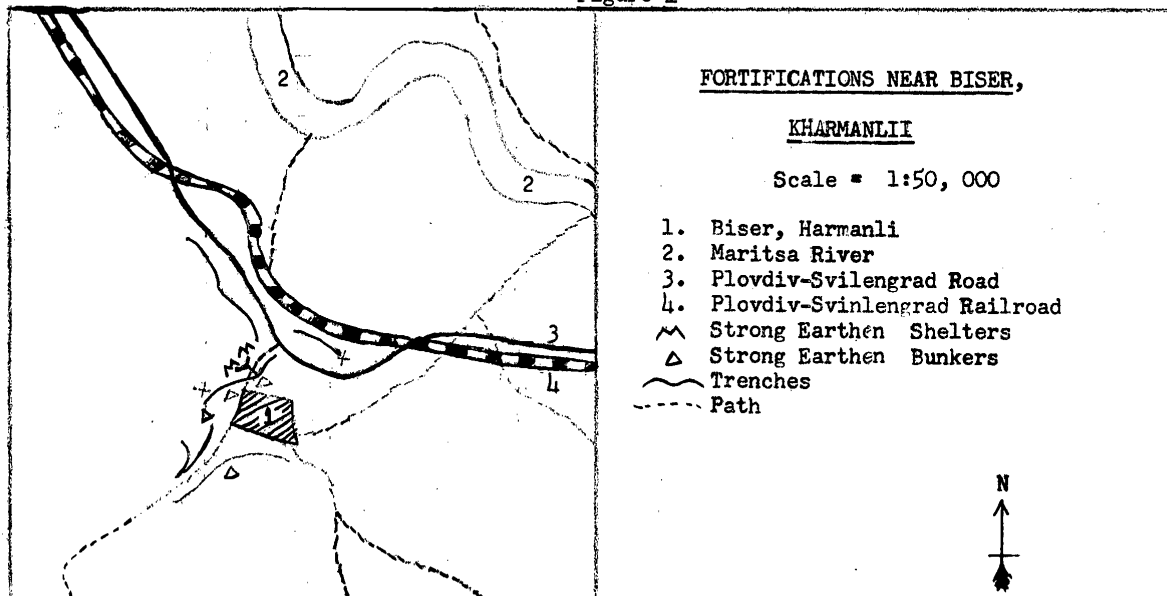 Figure 2
2
2
3
4
1
FORTIFICATIONS NEAR BISER,
KHARMANLII
Scale = 1:50, 000
1. Biser, Harmanli
2. Maritsa River
3. Plovdiv-Svilengrad Road
4. Plovdiv-Svinlengrad Railroad
Strong Earthen Shelters
Strong Earthen Bunkers
Trenches
Path
N